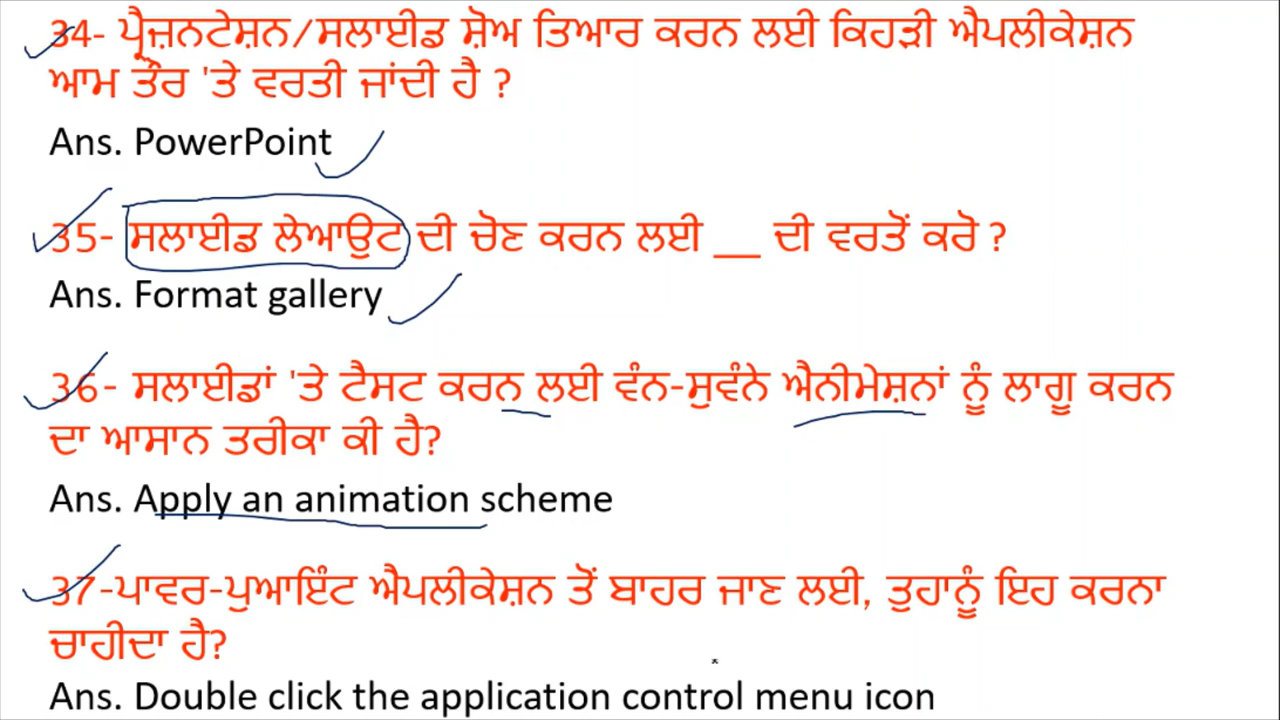 34- ਪ੍ਰੈਜ਼ਨਟੇਸ਼ਨ/ਸਲਾਈਡ ਸ਼ੋਅ ਤਿਆਰ ਕਰਨ ਲਈ ਕਿਹੜੀ ਐਪਲੀਕੇਸ਼ਨ
ਆਮ ਤੌਰ 'ਤੇ ਵਰਤੀ ਜਾਂਦੀ ਹੈ ?
Ans. PowerPoint
35- ਸਲਾਈਡ ਲੇਆਉਟ ਦੀ ਚੋਣ ਕਰਨ ਲਈ __ ਦੀ ਵਰਤੋਂ ਕਰੋ ?
Ans. Format gallery
36- ਸਲਾਈਡਾਂ 'ਤੇ ਟੈਸਟ ਕਰਨ ਲਈ ਵੰਨ-ਸੁਵੰਨੇ ਐਨੀਮੇਸ਼ਨਾਂ ਨੂੰ ਲਾਗੂ ਕਰਨ
ਦਾ ਆਸਾਨ ਤਰੀਕਾ ਕੀ ਹੈ?
Ans. Apply an animation scheme
37-ਪਾਵਰ-ਪੁਆਇੰਟ ਐਪਲੀਕੇਸ਼ਨ ਤੋਂ ਬਾਹਰ ਜਾਣ ਲਈ, ਤੁਹਾਨੂੰ ਇਹ ਕਰਨਾ
ਚਾਹੀਦਾ ਹੈ?
Ans. Double click the application control menu icon